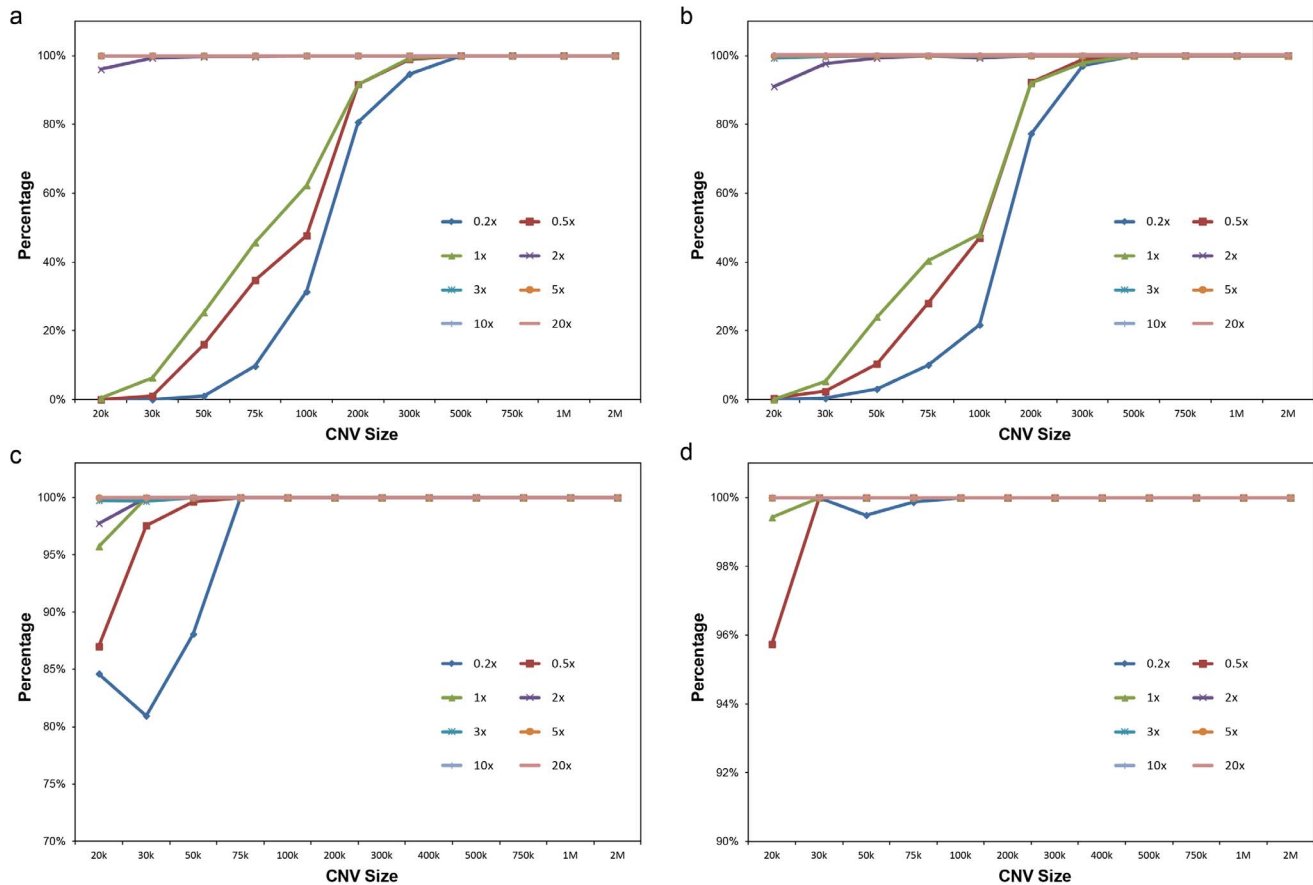 a
100%
80%
60%
40%
20%
0%
Percentage
0.2x 0.5x
1x 2x
3x 5x
10x 20x
20k 30k 50k 75k 100k 200k 300k 500k 750k 1M 2M
CNV Size
b
100%
80%
60%
40%
20%
0%
Percentage
0.2x 0.5x
1x 2x
3x 5x
10x 20x
20k 30k 50k 75k 100k 200k 300k 500k 750k 1M 2M
CNV Size
c
100%
95%
90%
85%
80%
75%
70%
Percentage
0.2x 0.5x
1x 2x
3x 5x
10x 20x
20k 30k 50k 75k 100k 200k 300k 400k 500k 750k 1M 2M
CNV Size
d
100%
98%
96%
94%
92%
90%
Percentage
0.2x 0.5x
1x 2x
3x 5x
10x 20x
20k 30k 50k 75k 100k 200k 300k 400k 500k 750k 1M 2M
CNV Size